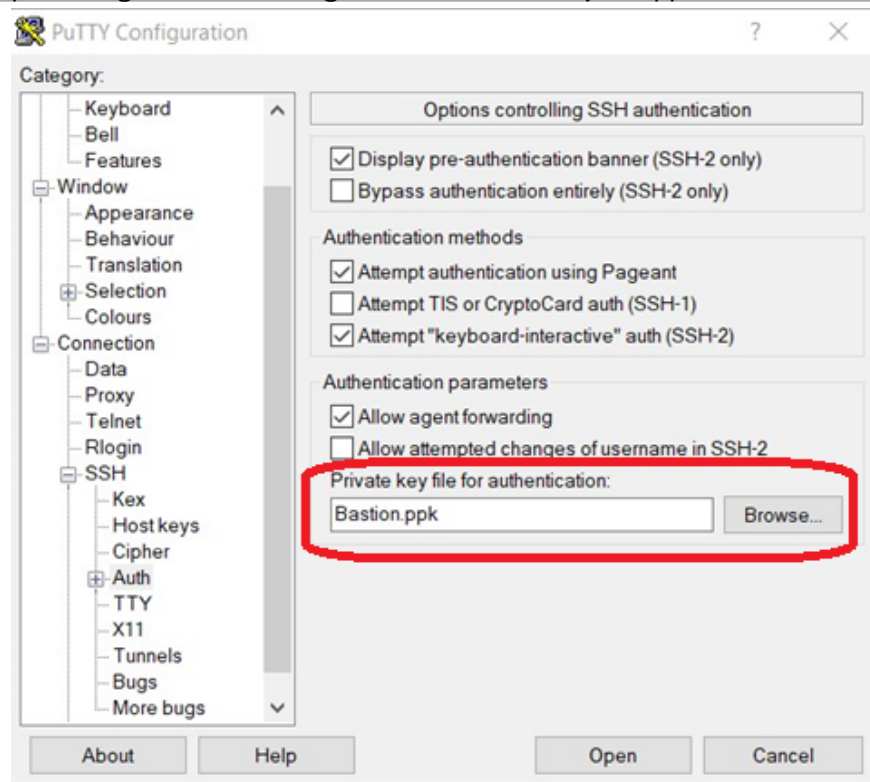 PuTTY Configuration
?
Category:
Keyboard
Bell
Features
Window
Appearance
Behaviour
Translation
Selection
Colours
Connection
Data
Proxy
Telnet
Rlogin
SSH
Kex
Host keys
Cipher
Auth
TTY
X11
Tunnels
Bugs
More bugs
Options controlling SSH authentication
Display pre-authentication banner (SSH-2 only)
Bypass authentication entirely (SSH-2 only)
Authentication methods
Attempt authentication using Pageant
Attempt TIS or CryptoCard auth (SSH-1)
Attempt "keyboard-interactive" auth (SSH-2)
Authentication parameters
Allow agent forwarding
Allow attempted changes of username in SSH-2
Private key file for authentication:
Bastion.ppk
Browse...
About
Help
Open
Cancel